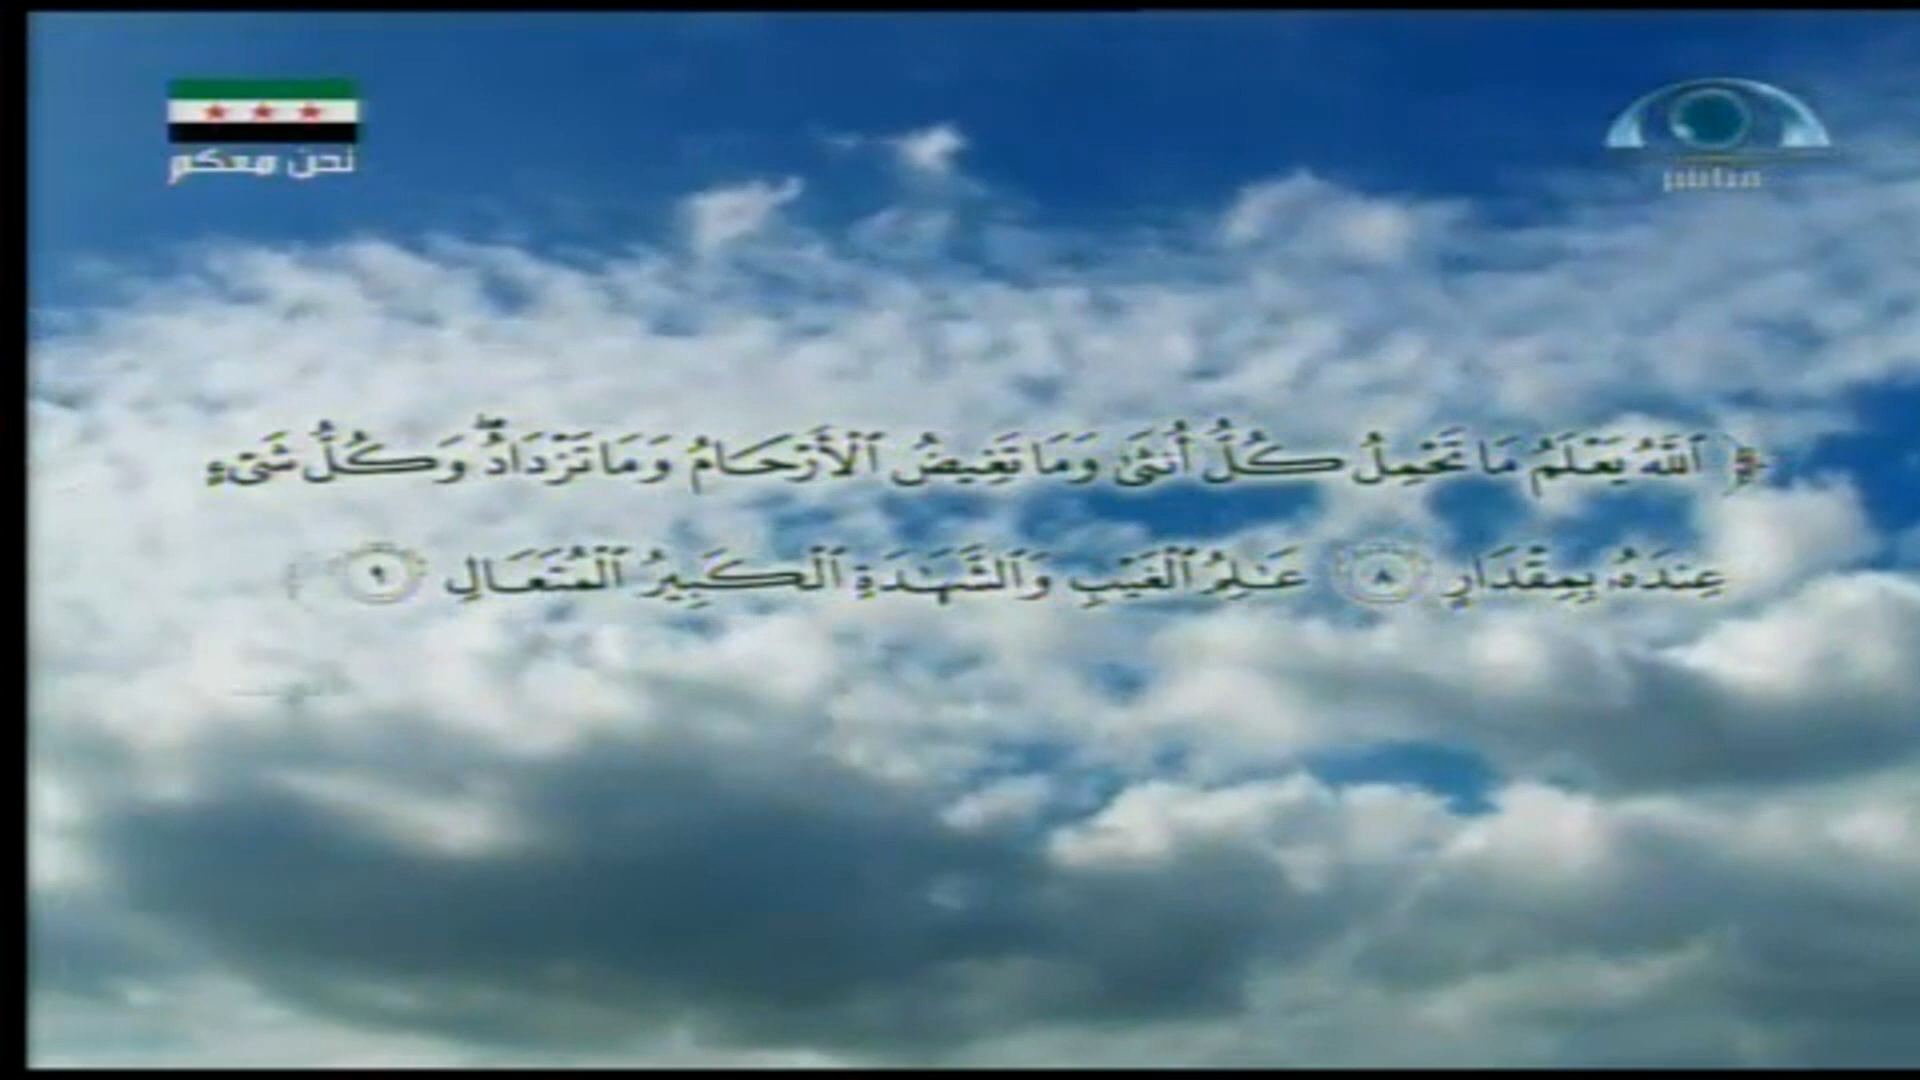 نحن معكم
مباشر
﴿ ٱللَّهُ يَعْلَمُ مَا تَحْمِلُ كُلُّ أُنثَىٰ وَمَا تَغِيضُ ٱلْأَرْحَامُ وَمَا تَزْدَادُ ۖ وَكُلُّ شَىْءٍ
عِندَهُۥ بِمِقْدَارٍ ٨ عَـٰلِمُ ٱلْغَيْبِ وَٱلشَّهَـٰدَةِ ٱلْكَبِيرُ ٱلْمُتَعَالِ ٩ ﴾